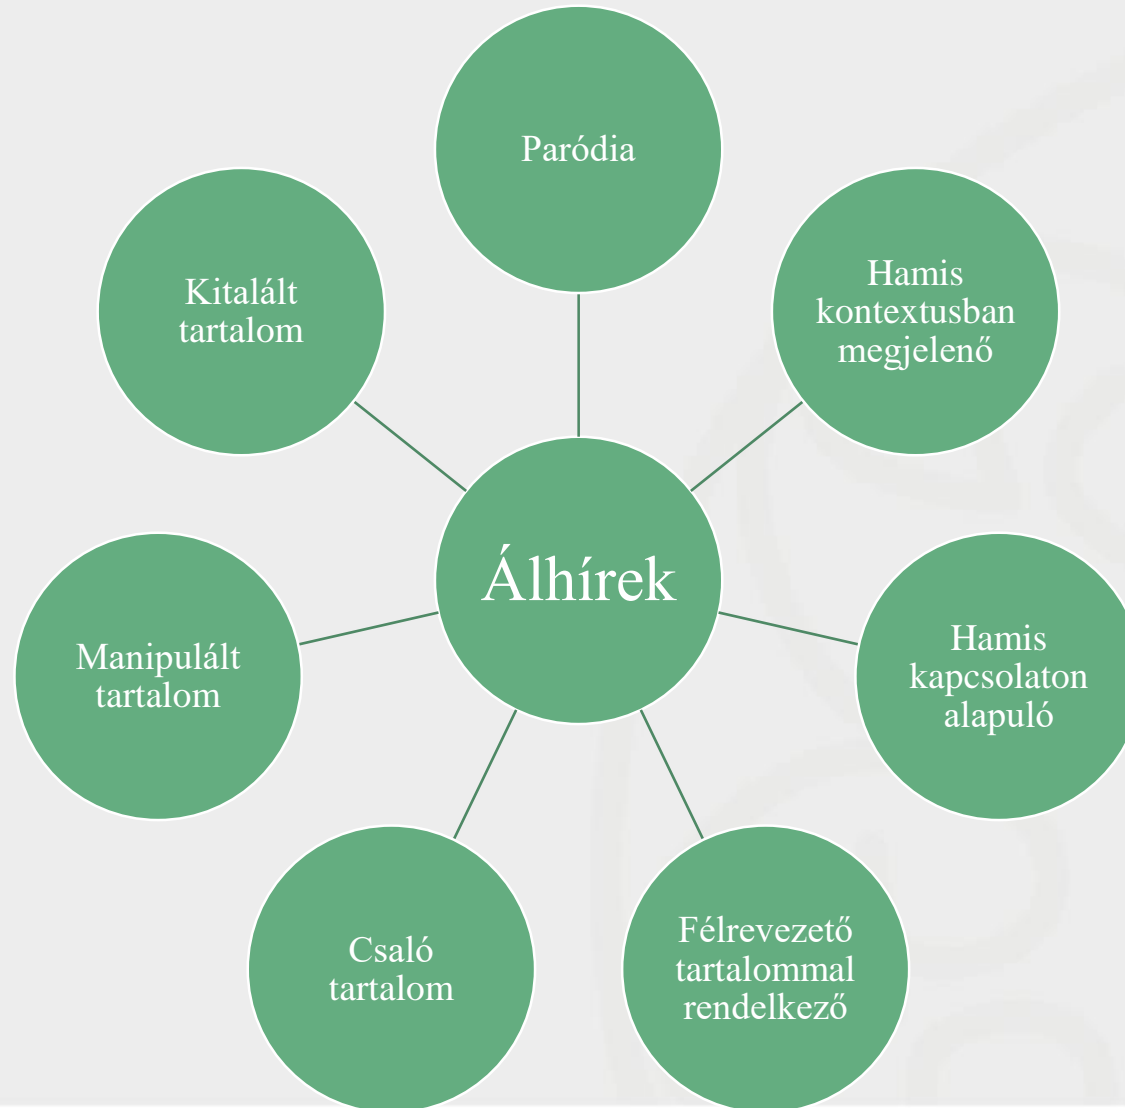 Paródia
Hamis
kontextusban
megjelenő
Hamis
kapcsolaton
alapuló
Félrevezető
tartalommal
rendelkező
Csaló
tartalom
Manipulált
tartalom
Kitalált
tartalom
Álhírek